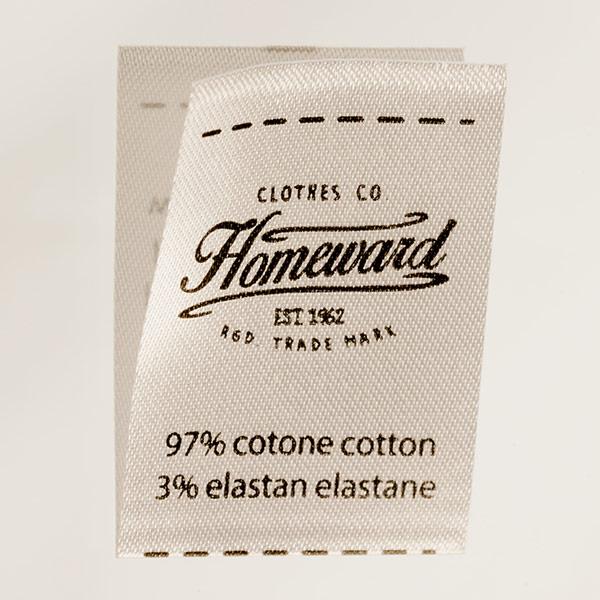 CLOTHES CO
Homeward
EST 1962
RGD TRADE MARK
97% cotone cotton
3% elastan elastane